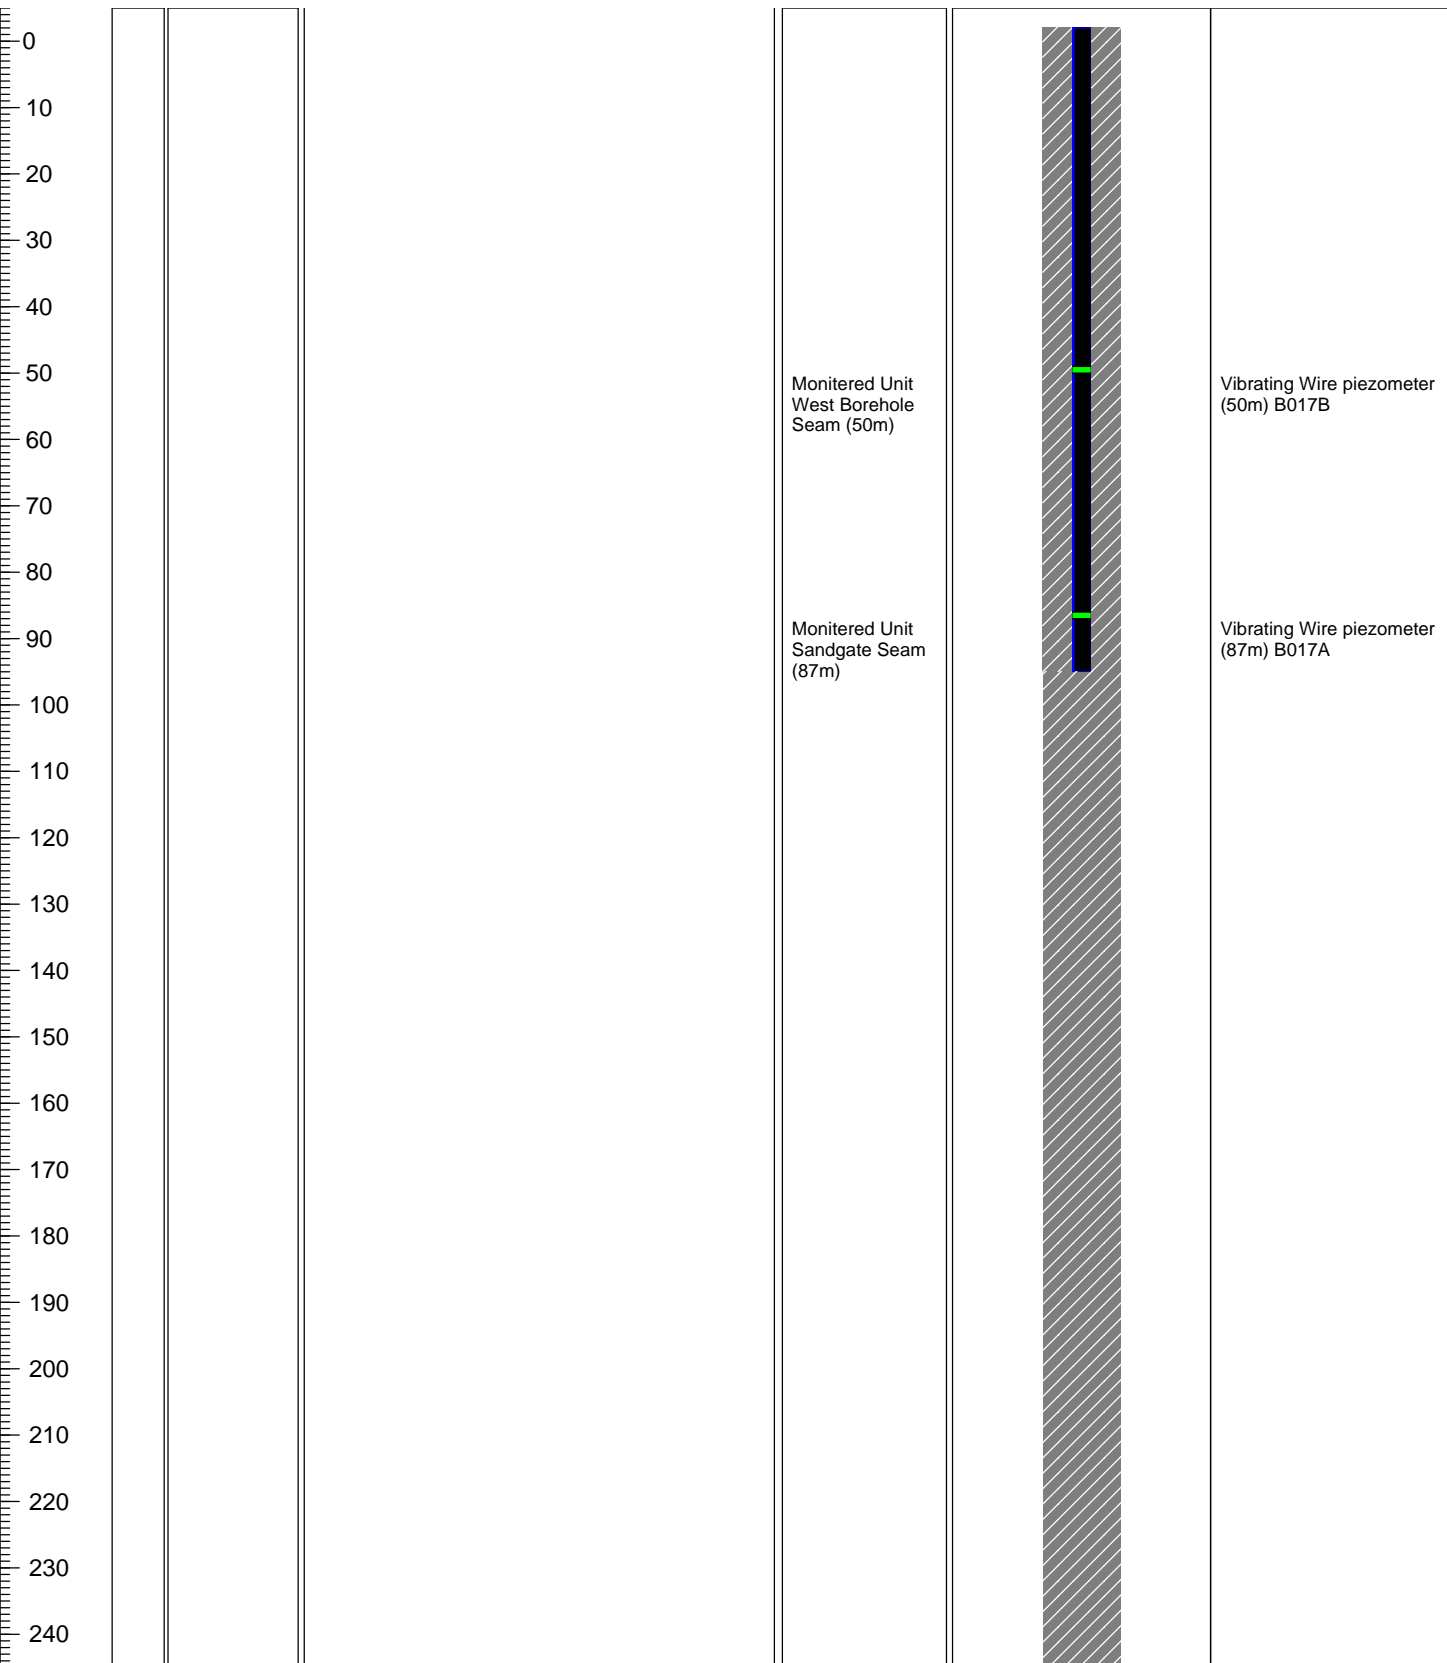 0
10
20
30
40
50
60
70
80
90
100
110
120
130
140
150
160
170
180
190
200
210
220
230
240
Monitered Unit
West Borehole
Seam (50m)
Monitered Unit
Sandgate Seam
(87m)
Vibrating Wire piezometer
(50m) B017B
Vibrating Wire piezometer
(87m) B017A